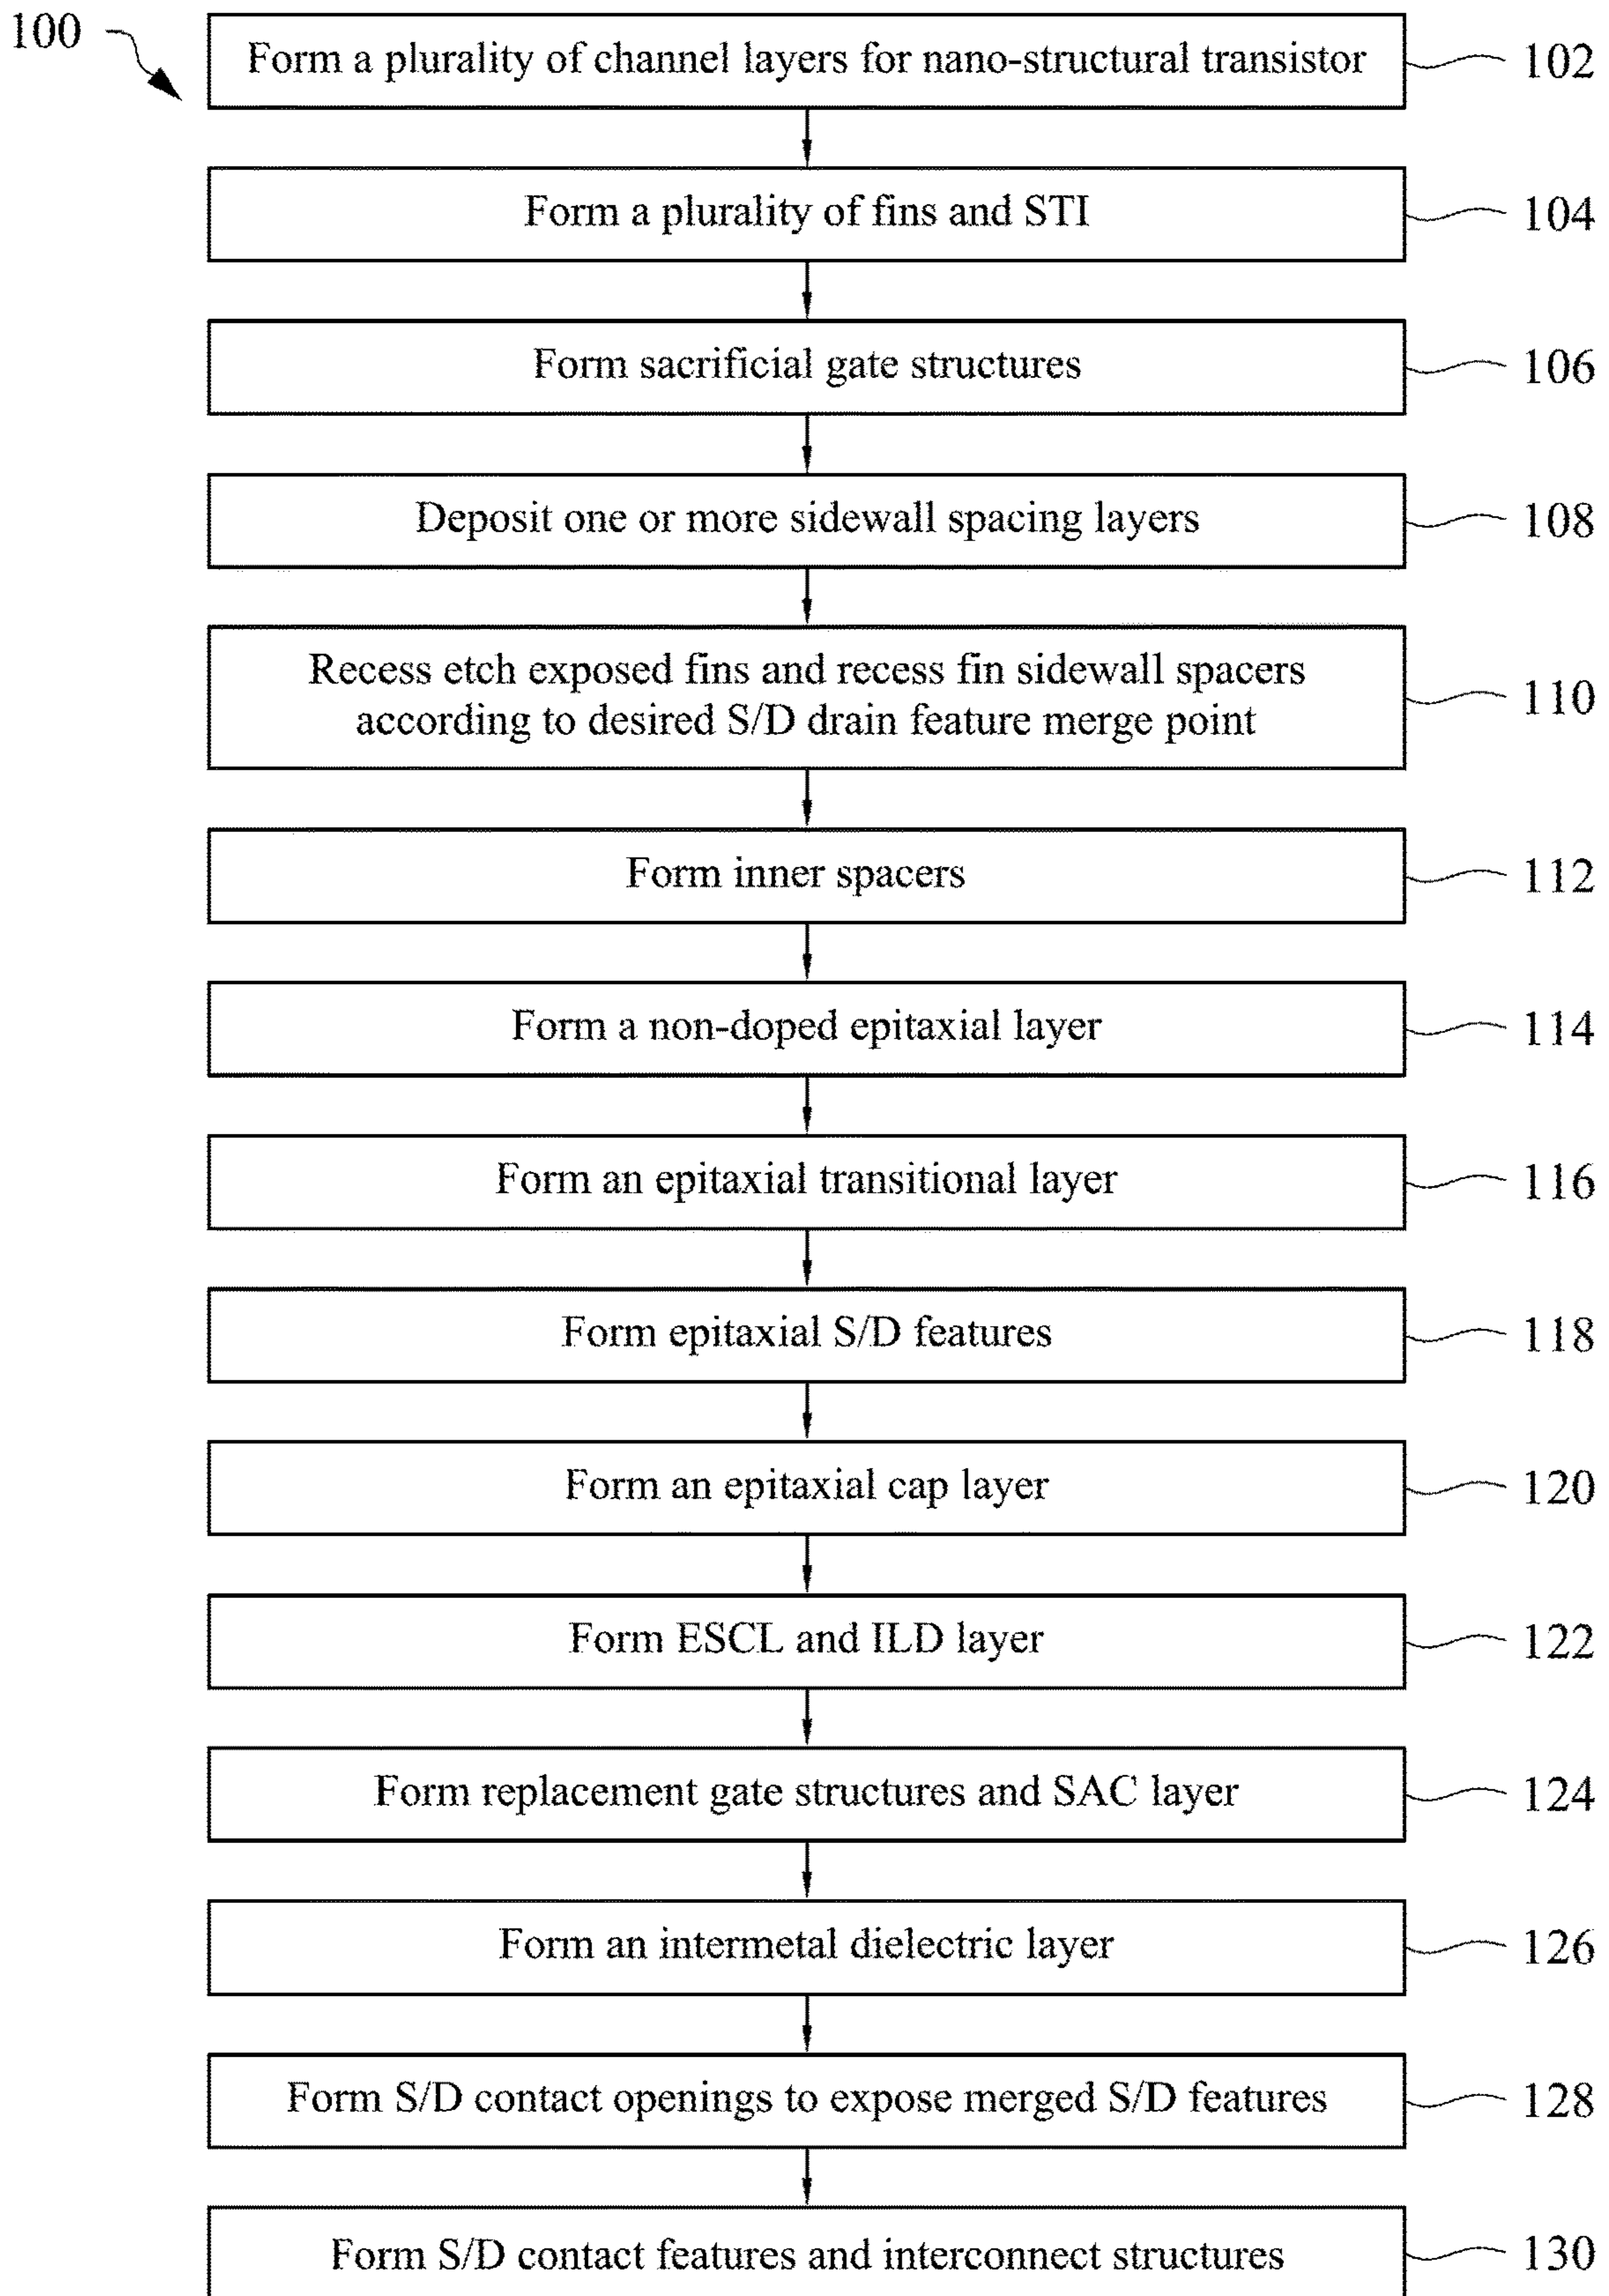 100
Form a plurality of channel layers for nano-structural transistor 102
Form a plurality of fins and STI 104
Form sacrificial gate structures 106
Deposit one or more sidewall spacing layers 108
Recess etch exposed fins and recess fin sidewall spacers
according to desired S/D drain feature merge point 110
Form inner spacers 112
Form a non-doped epitaxial layer 114
Form an epitaxial transitional layer 116
Form epitaxial S/D features 118
Form an epitaxial cap layer 120
Form ESCL and ILD layer 122
Form replacement gate structures and SAC layer 124
Form an intermetal dielectric layer 126
Form S/D contact openings to expose merged S/D features 128
Form S/D contact features and interconnect structures 130